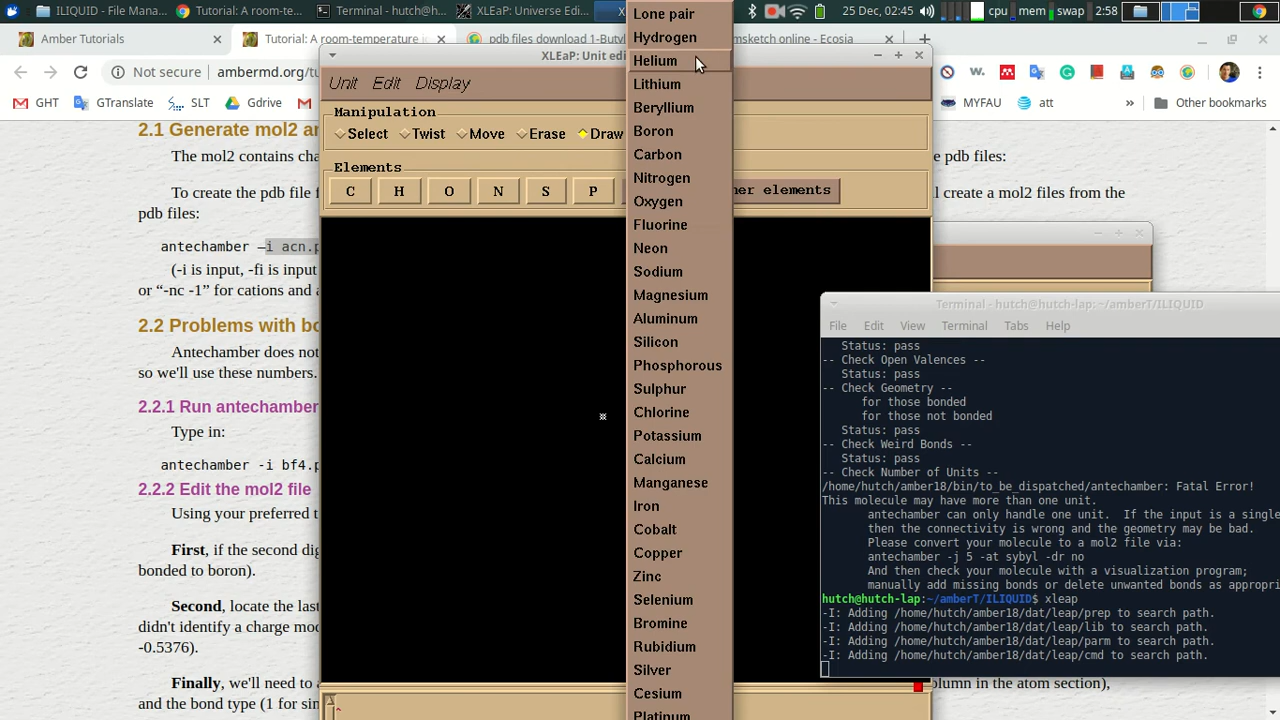 ILIQUID - File Mana...
Tutorial: A room-te...
Terminal - hutch@h...
XLEaP: Universe Edi...
X
25 Dec, 02:45
cpu
mem
swap
2:58
Amber Tutorials
Tutorial: A room-temperature ic
pdb files download 1-Butyl
msketch online - Ecosia
Not secure
ambermd.org/tu
GHT
GTranslate
SLT
Gdrive
MYFAU
att
Other bookmarks
XLEaP: Unit edi
Unit Edit Display
Manipulation
Select Twist Move Erase Draw
Elements
C H O N S P
her elements
Lone pair
Hydrogen
Helium
Lithium
Beryllium
Boron
Carbon
Nitrogen
Oxygen
Fluorine
Neon
Sodium
Magnesium
Aluminum
Silicon
Phosphorous
Sulphur
Chlorine
Potassium
Calcium
Manganese
Iron
Cobalt
Copper
Zinc
Selenium
Bromine
Rubidium
Silver
Cesium
Platinum
2.1 Generate mol2 an
The mol2 contains cha
e pdb files:
To create the pdb file f
l create a mol2 files from the
pdb files:
antechamber –i acn.p
(-i is input, -fi is input
or “-nc -1” for cations and a
2.2 Problems with bo
Antechamber does not
so we'll use these numbers.
2.2.1 Run antechamber
Type in:
antechamber -i bf4.p
2.2.2 Edit the mol2 file
Using your preferred t
First, if the second dig
bonded to boron).
Second, locate the last
didn't identify a charge mod
-0.5376).
Finally, we'll need to a
olumn in the atom section),
and the bond type (1 for sin
Terminal - hutch@hutch-lap: ~/amberT/ILIQUID
File Edit View Terminal Tabs Help
Status: pass
-- Check Open Valences --
Status: pass
-- Check Geometry --
for those bonded
for those not bonded
Status: pass
-- Check Weird Bonds --
Status: pass
-- Check Number of Units --
/home/hutch/amber18/bin/to_be_dispatched/antechamber: Fatal Error!
This molecule may have more than one unit.
antechamber can only handle one unit.  If the input is a single
then the connectivity is wrong and the geometry may be bad.
Please convert your molecule to a mol2 file via:
antechamber -j 5 -at sybyl -dr no
And then check your molecule with a visualization program;
manually add missing bonds or delete unwanted bonds as appropri
hutch@hutch-lap:~/amberT/ILIQUID$ xleap
-I: Adding /home/hutch/amber18/dat/leap/prep to search path.
-I: Adding /home/hutch/amber18/dat/leap/lib to search path.
-I: Adding /home/hutch/amber18/dat/leap/parm to search path.
-I: Adding /home/hutch/amber18/dat/leap/cmd to search path.